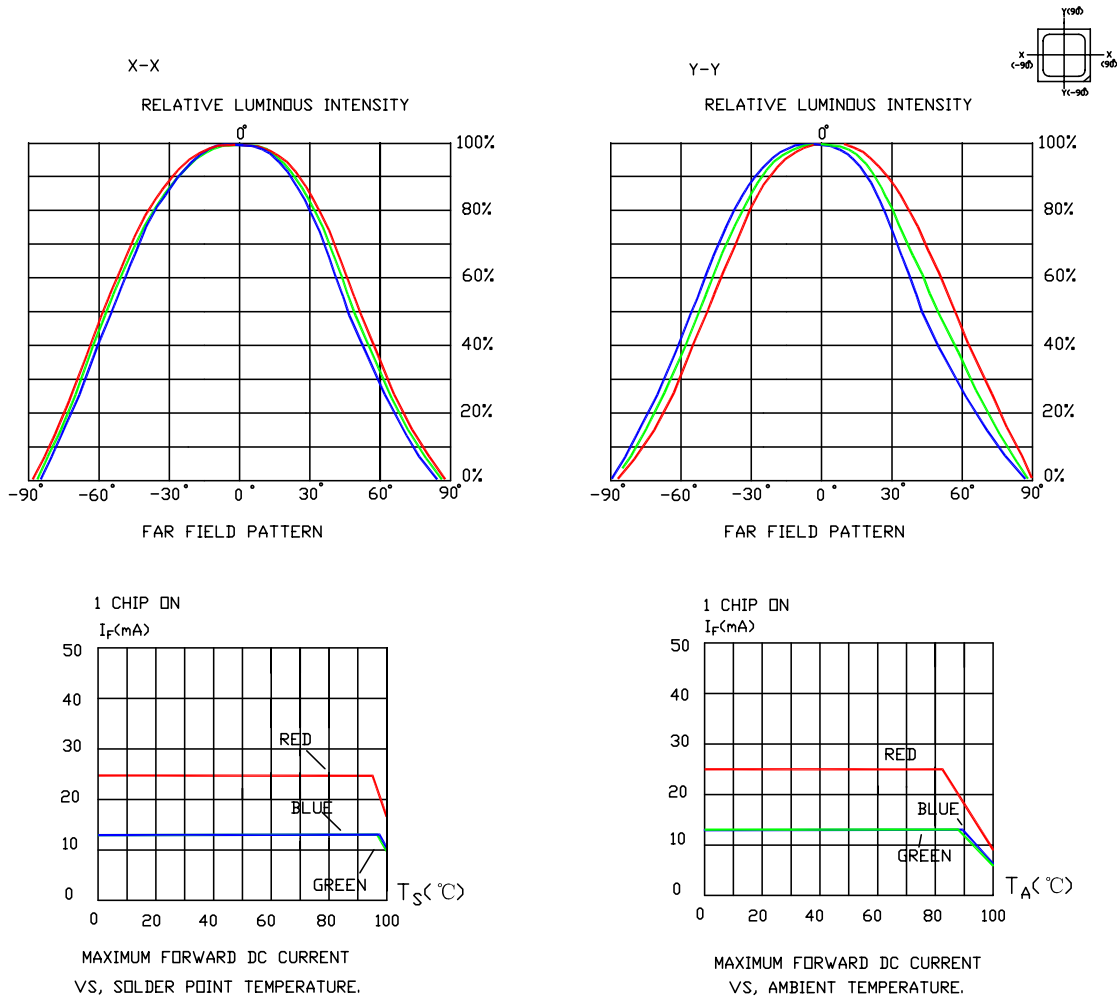 Y(90°)
X X
(-90°) (90°)
Y(-90°)
X-X
Y-Y
RELATIVE LUMINOUS INTENSITY
0°
100%
80%
60%
40%
20%
0%
-90° -60° -30° 0° 30° 60° 90°
FAR FIELD PATTERN
RELATIVE LUMINOUS INTENSITY
0°
100%
80%
60%
40%
20%
0%
-90° -60° -30° 0° 30° 60° 90°
FAR FIELD PATTERN
1 CHIP ON
IF(mA)
50
40
30
20
10
0
RED
BLUE
GREEN
TS(℃)
0 20 40 60 80 100
MAXIMUM FORWARD DC CURRENT
VS, SOLDER POINT TEMPERATURE.
1 CHIP ON
IF(mA)
50
40
30
20
10
0
RED
BLUE
GREEN
TA(℃)
0 20 40 60 80 100
MAXIMUM FORWARD DC CURRENT
VS, AMBIENT TEMPERATURE.